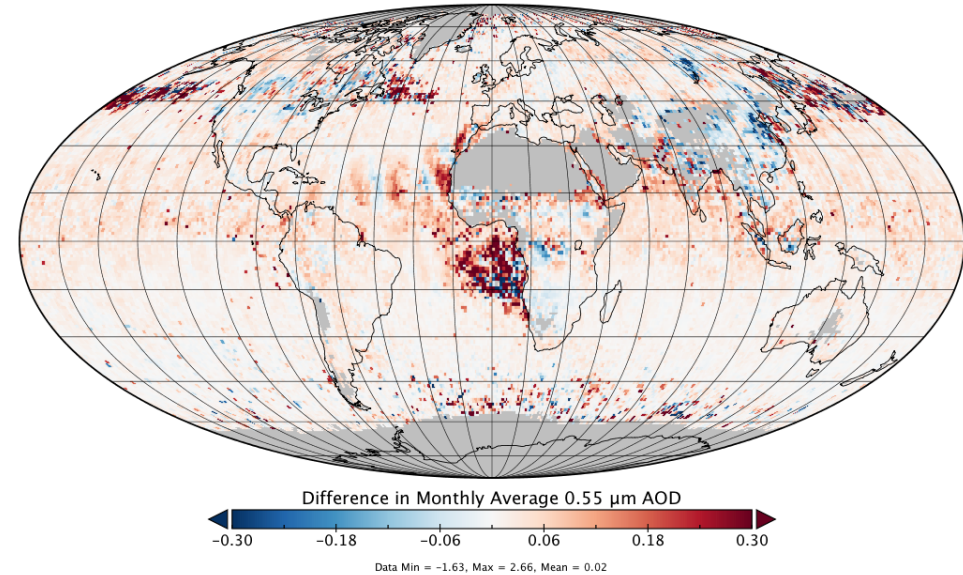 Difference in Monthly Average 0.55 µm AOD
-0.30 -0.18 -0.06 0.06 0.18 0.30
Data Min = -1.63, Max = 2.66, Mean = 0.02